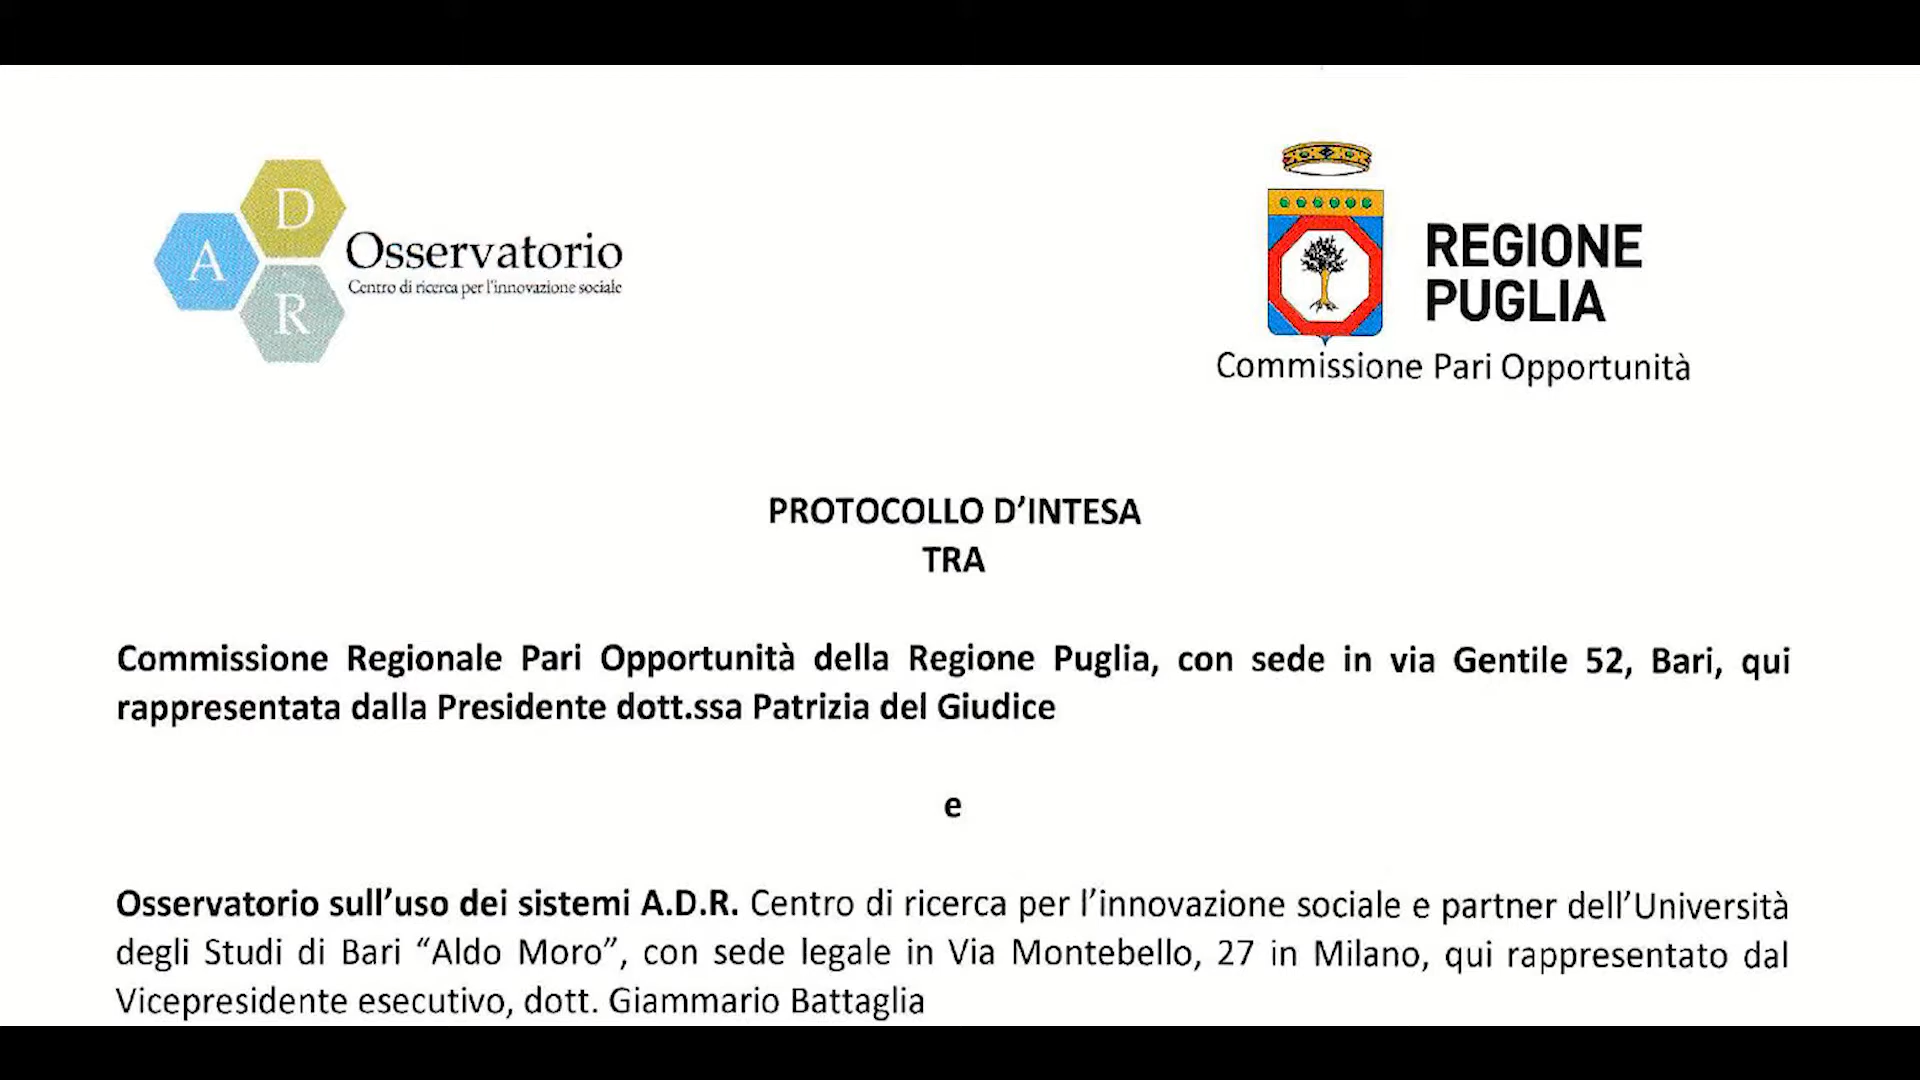 A D R
Osservatorio
Centro di ricerca per l'innovazione sociale
REGIONE
PUGLIA
Commissione Pari Opportunità
PROTOCOLLO D'INTESA
TRA
Commissione Regionale Pari Opportunità della Regione Puglia, con sede in via Gentile 52, Bari, qui
rappresentata dalla Presidente dott.ssa Patrizia del Giudice
e
Osservatorio sull'uso dei sistemi A.D.R. Centro di ricerca per l'innovazione sociale e partner dell'Università
degli Studi di Bari “Aldo Moro”, con sede legale in Via Montebello, 27 in Milano, qui rappresentato dal
Vicepresidente esecutivo, dott. Giammario Battaglia